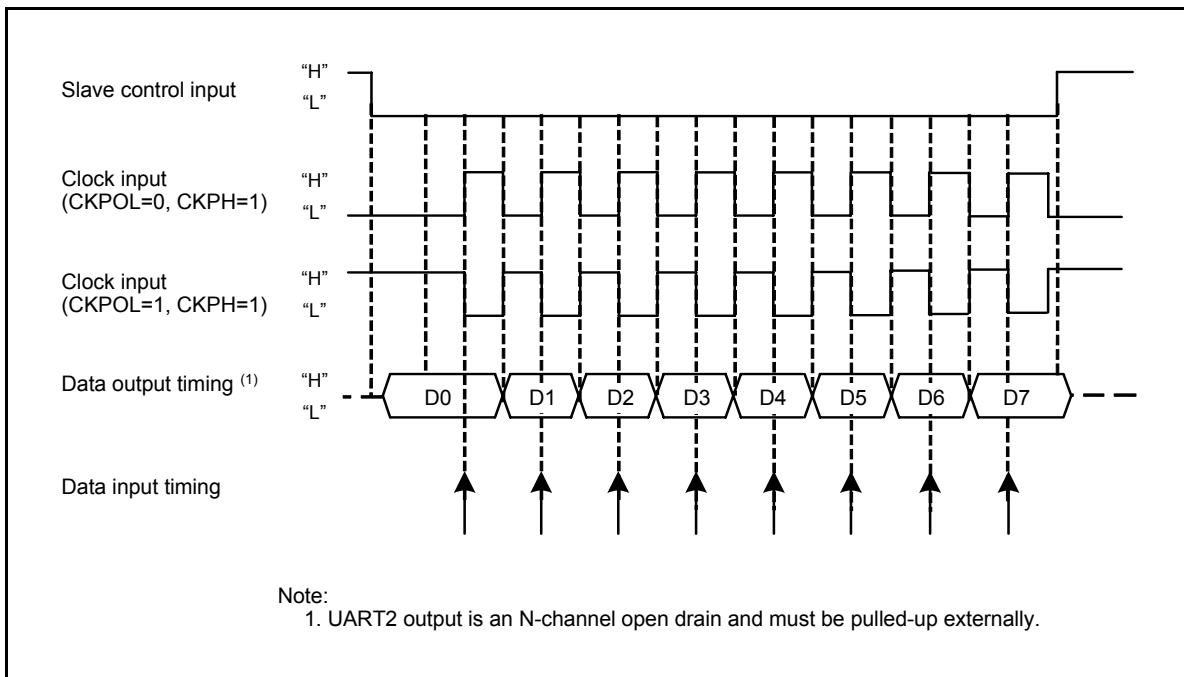 Slave control input
“H”
“L”
Clock input
(CKPOL=0, CKPH=1)
“H”
“L”
Clock input
(CKPOL=1, CKPH=1)
“H”
“L”
Data output timing (1)
“H”
“L”
D0 D1 D2 D3 D4 D5 D6 D7
Data input timing
Note:
1. UART2 output is an N-channel open drain and must be pulled-up externally.